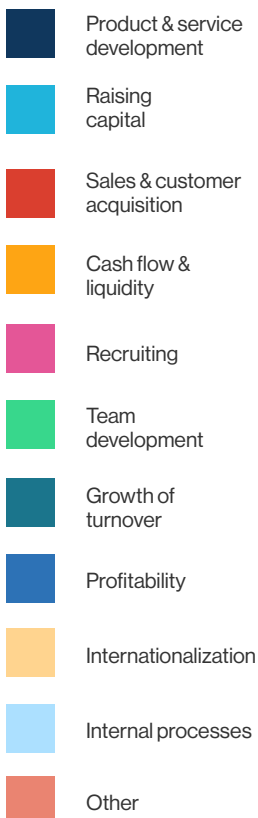 Product & service
development
Raising
capital
Sales & customer
acquisition
Cash flow &
liquidity
Recruiting
Team
development
Growth of
turnover
Profitability
Internationalization
Internal processes
Other